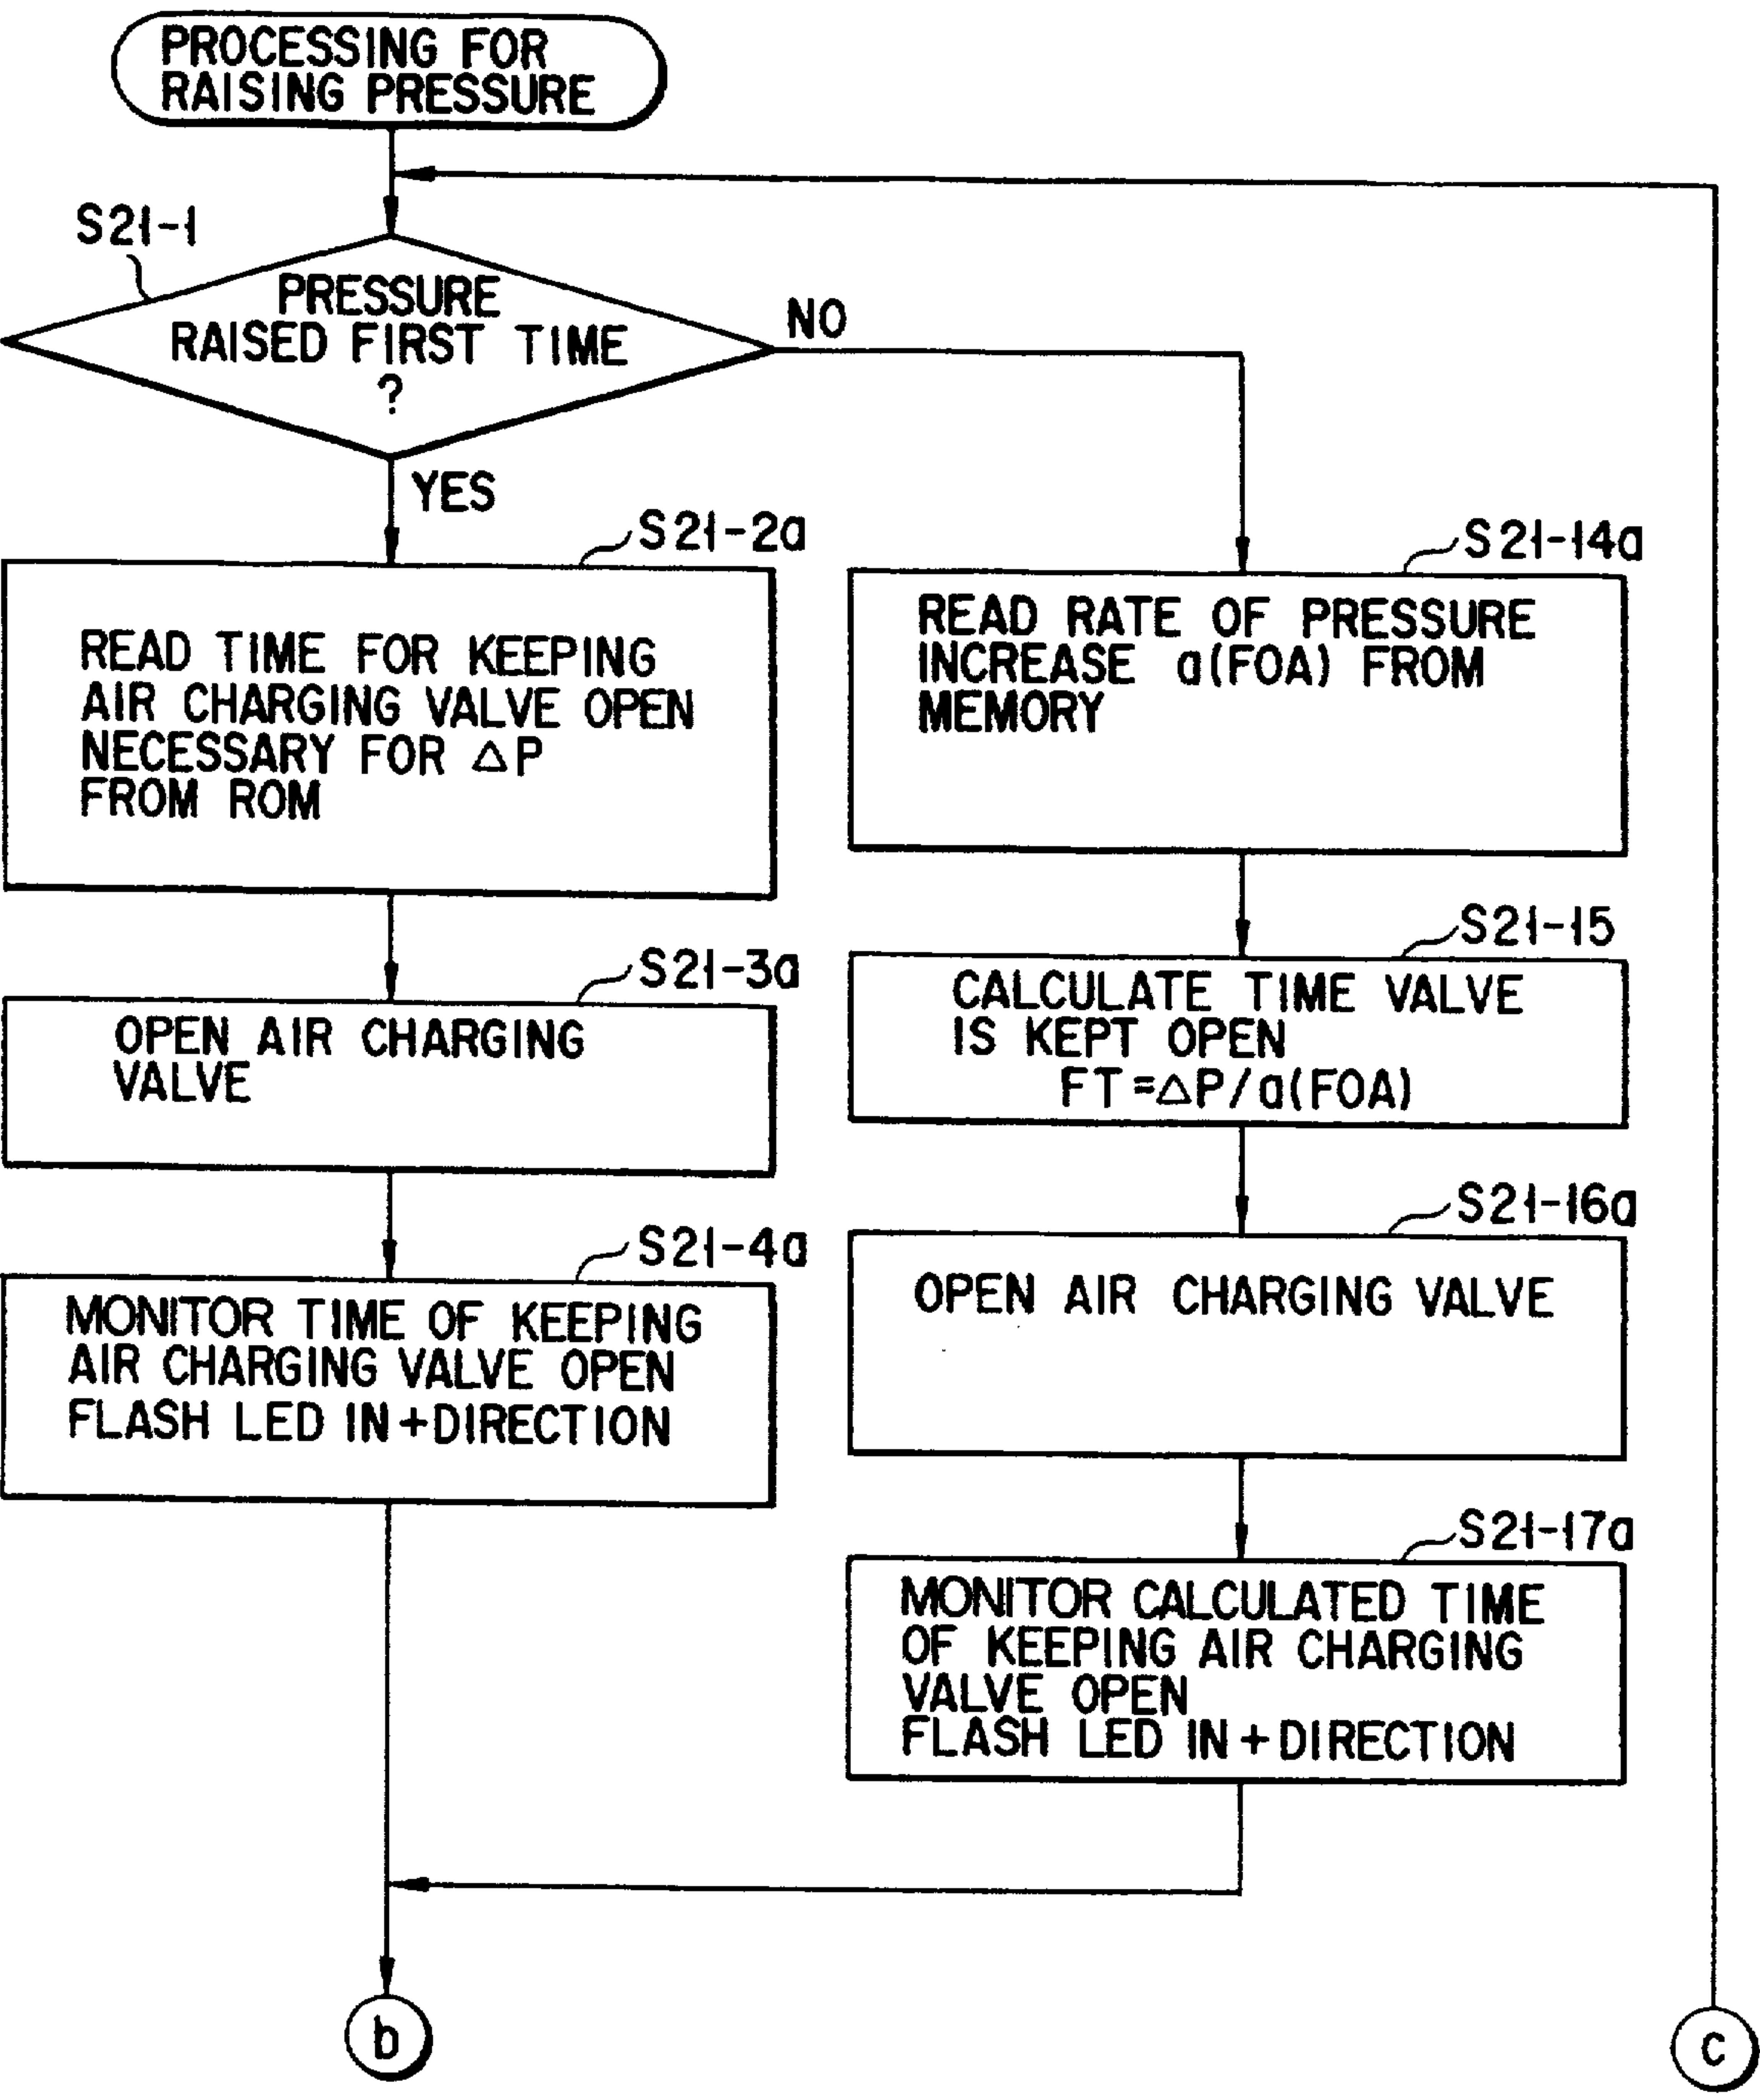 PROCESSING FOR
RAISING PRESSURE
S21-1
PRESSURE
RAISED FIRST TIME
?
NO
YES
S21-2a
READ TIME FOR KEEPING
AIR CHARGING VALVE OPEN
NECESSARY FOR △P
FROM ROM
S21-3a
OPEN AIR CHARGING
VALVE
S21-4a
MONITOR TIME OF KEEPING
AIR CHARGING VALVE OPEN
FLASH LED IN +DIRECTION
S21-14a
READ RATE OF PRESSURE
INCREASE a(FOA) FROM
MEMORY
S21-15
CALCULATE TIME VALVE
IS KEPT OPEN
FT=△P/a(FOA)
S21-16a
OPEN AIR CHARGING VALVE
S21-17a
MONITOR CALCULATED TIME
OF KEEPING AIR CHARGING
VALVE OPEN
FLASH LED IN +DIRECTION
b
c